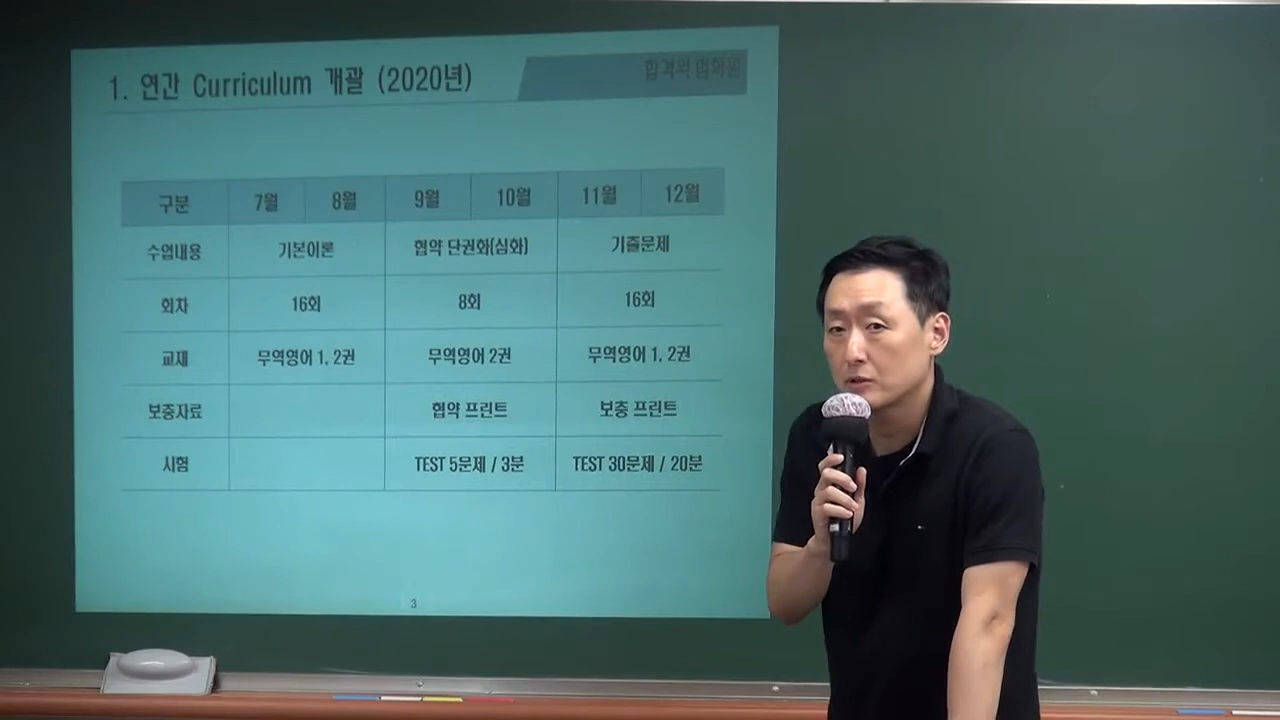 1. 연간 Curriculum 개괄 (2020년)
합격의 법학원
구분 7월 8월 9월 10월 11월 12월
수업내용 기본이론 협약 단권화(심화) 기출문제
회차 16회 8회 16회
교재 무역영어 1, 2권 무역영어 2권 무역영어 1, 2권
보충자료 협약 프린트 보충 프린트
시험 TEST 5문제 / 3분 TEST 30문제 / 20분
3